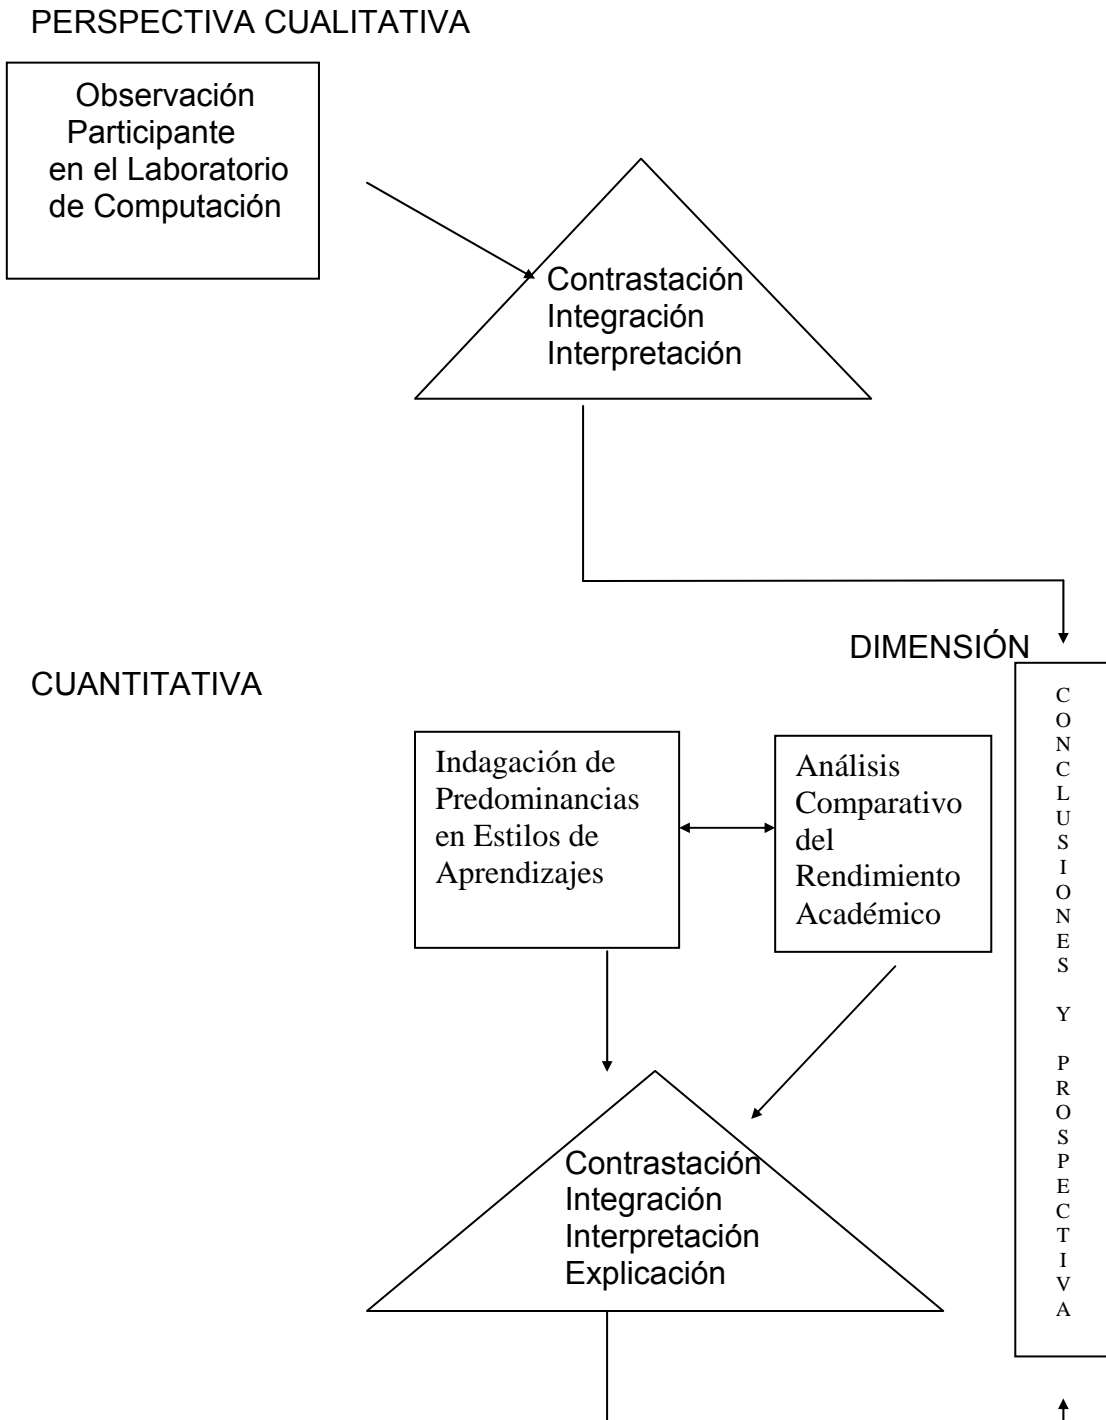 PERSPECTIVA CUALITATIVA
Observación
Participante
en el Laboratorio
de Computación
Contrastación
Integración
Interpretación
DIMENSIÓN
CUANTITATIVA
Indagación de
Predominancias
en Estilos de
Aprendizajes
Análisis
Comparativo
del
Rendimiento
Académico
Contrastación
Integración
Interpretación
Explicación
C
O
N
C
L
U
S
I
O
N
E
S
Y
P
R
O
S
P
E
C
T
I
V
A